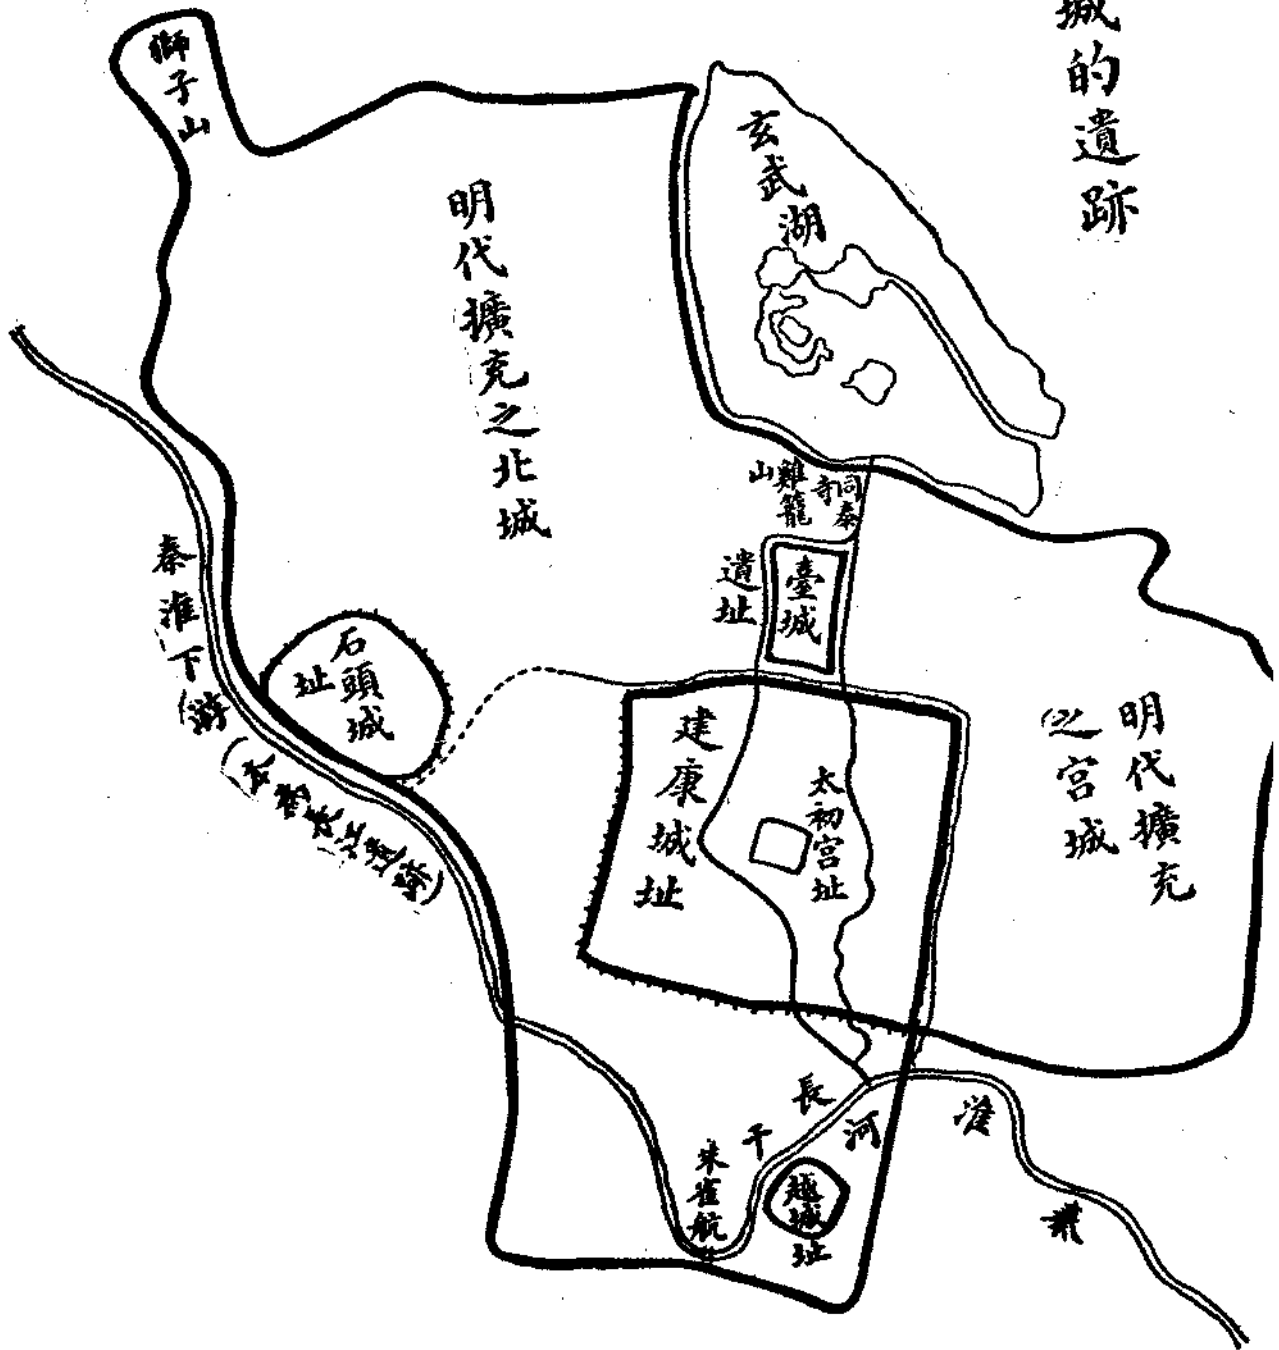 城的遺跡
獅子山
玄武湖
明代擴充之北城
雞籠山
同泰寺
臺城
遺址
秦淮下游
石頭城址
建康城址
太初宮址
明代擴充之宮城
長干
朱雀航
越城址
秦淮河